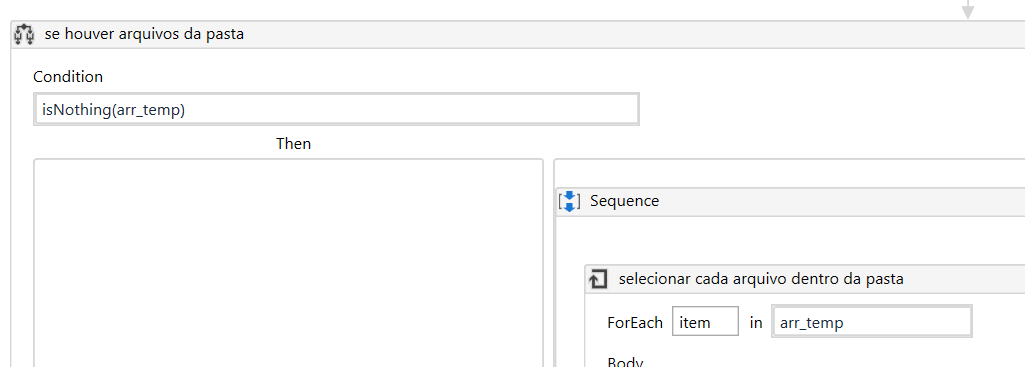 se houver arquivos da pasta
Condition
isNothing(arr_temp)
Then
Sequence
selecionar cada arquivo dentro da pasta
ForEach item in arr_temp
Body